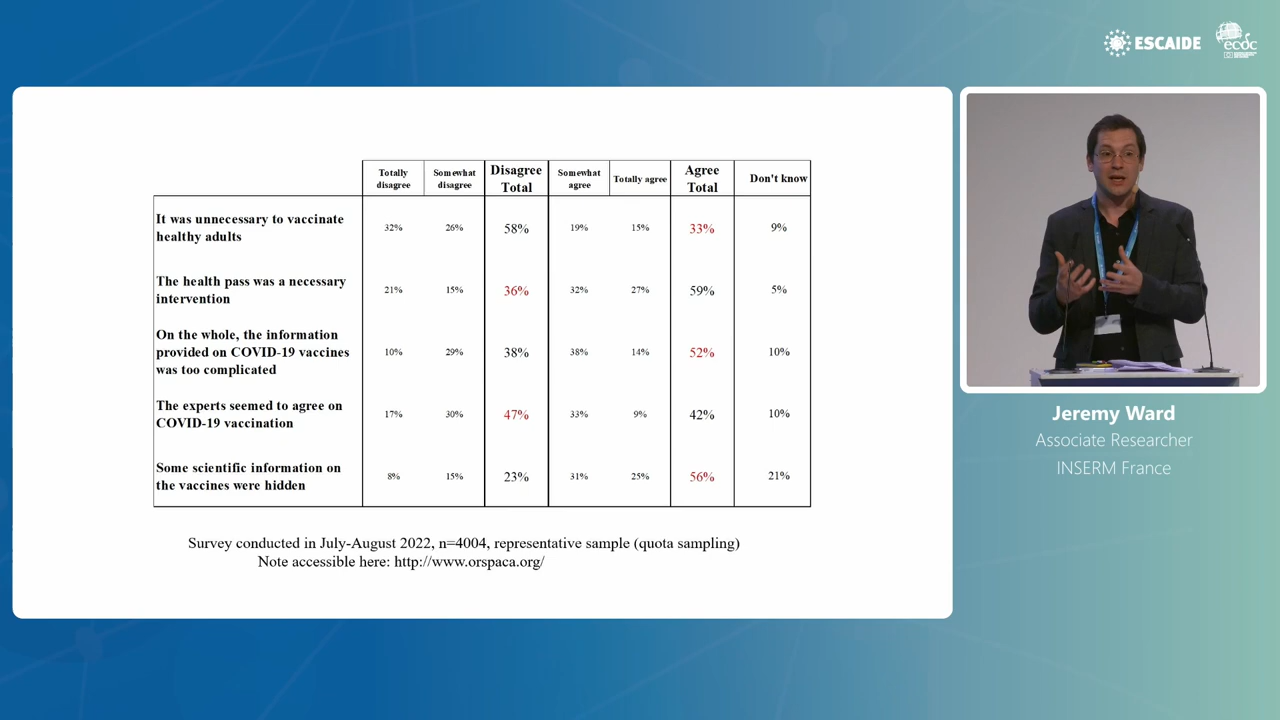 ESCAIDE
ecdc
Totally disagree
Somewhat disagree
Disagree Total
Somewhat agree
Totally agree
Agree Total
Don't know
It was unnecessary to vaccinate
healthy adults
32% 26% 58% 19% 15% 33% 9%
The health pass was a necessary
intervention
21% 15% 36% 32% 27% 59% 5%
On the whole, the information
provided on COVID-19 vaccines
was too complicated
10% 29% 38% 38% 14% 52% 10%
The experts seemed to agree on
COVID-19 vaccination
17% 30% 47% 33% 9% 42% 10%
Some scientific information on
the vaccines were hidden
8% 15% 23% 31% 25% 56% 21%
Survey conducted in July-August 2022, n=4004, representative sample (quota sampling)
Note accessible here: http://www.orspaca.org/
Jeremy Ward
Associate Researcher
INSERM France